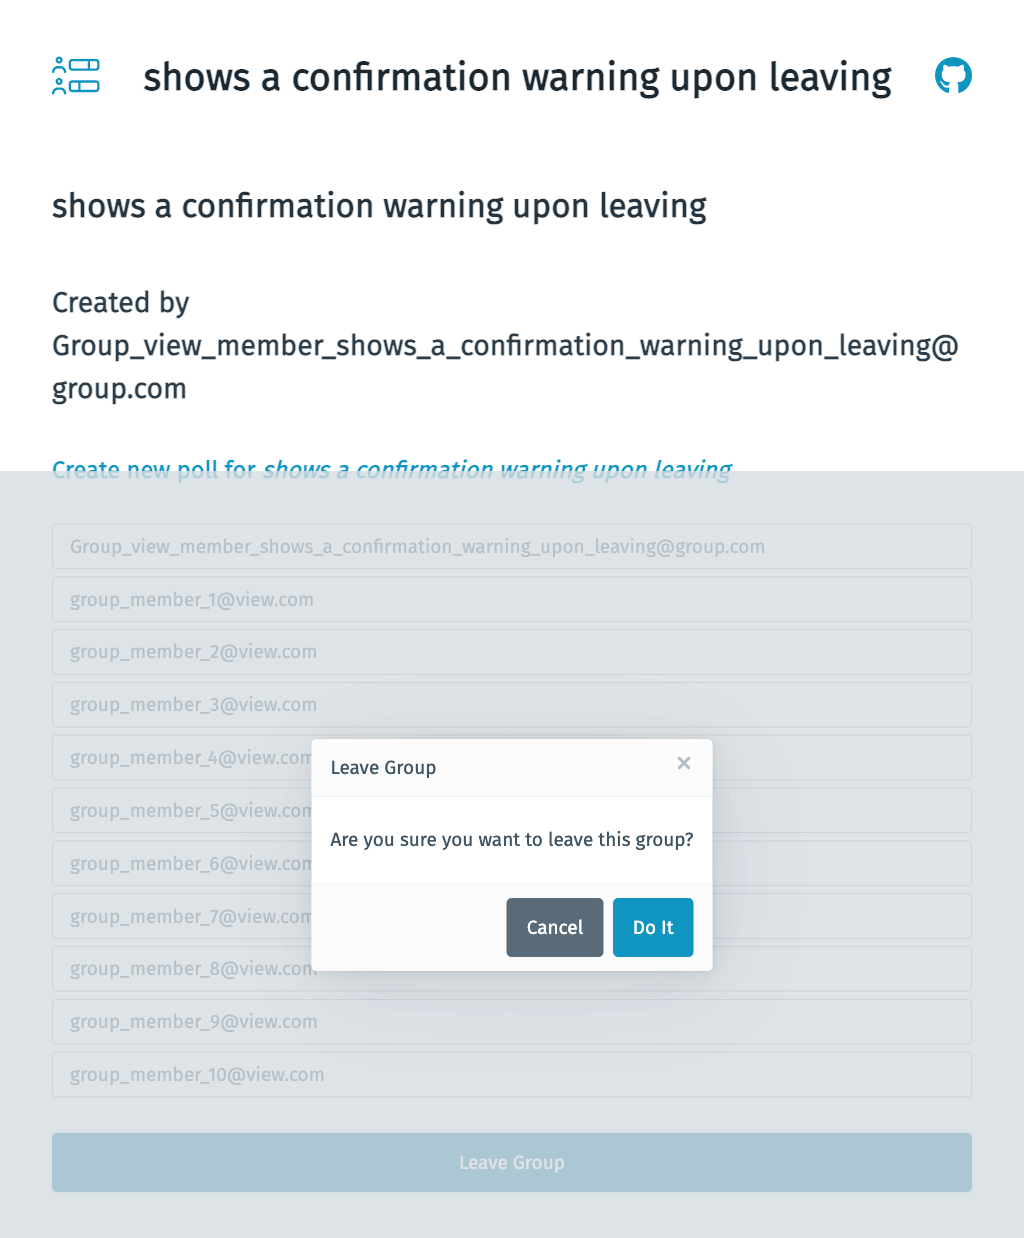 shows a confirmation warning upon leaving
shows a confirmation warning upon leaving
Created by
Group_view_member_shows_a_confirmation_warning_upon_leaving@
group.com
Create new poll for shows a confirmation warning upon leaving
Group_view_member_shows_a_confirmation_warning_upon_leaving@group.com
group_member_1@view.com
group_member_2@view.com
group_member_3@view.com
group_member_4@view.com
group_member_5@view.com
group_member_6@view.com
group_member_7@view.com
group_member_8@view.com
group_member_9@view.com
group_member_10@view.com
Leave Group
Are you sure you want to leave this group?
Cancel
Do It
Leave Group